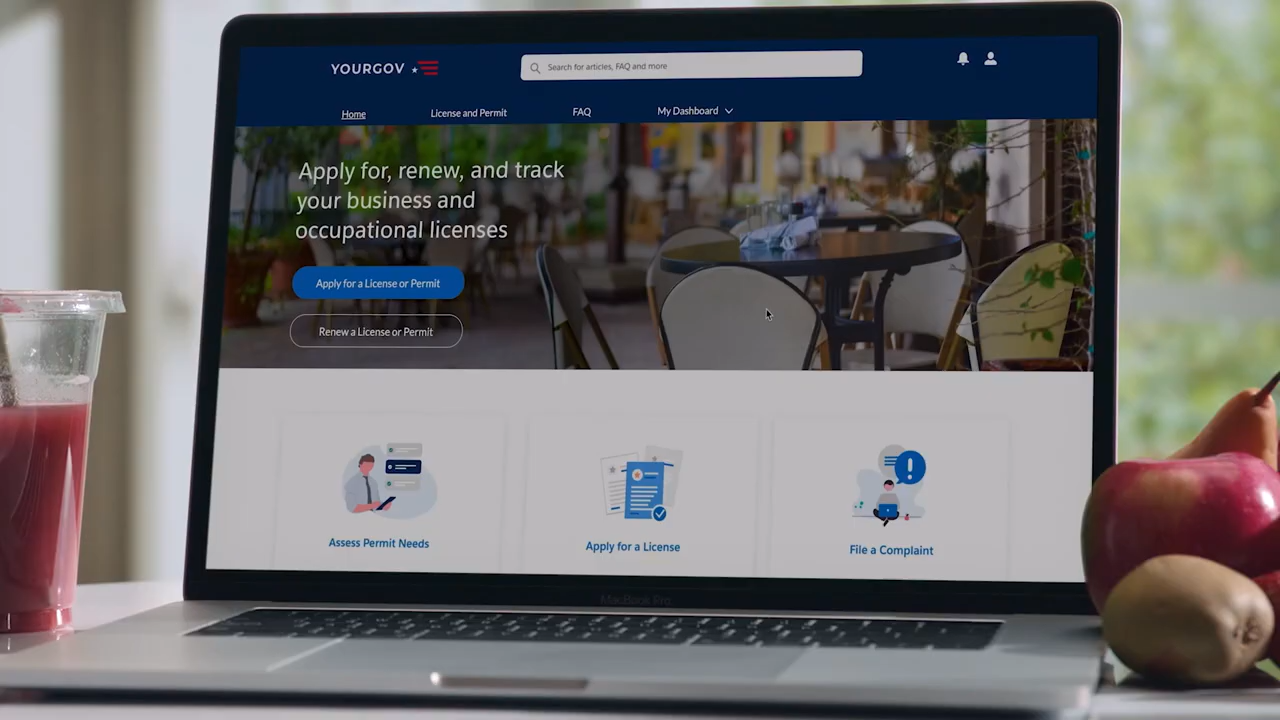 YOURGOV
Search for articles, FAQ and more
Home
License and Permit
FAQ
My Dashboard
Apply for, renew, and track
your business and
occupational licenses
Apply for a License or Permit
Renew a License or Permit
Assess Permit Needs
Apply for a License
File a Complaint
MacBook Pro